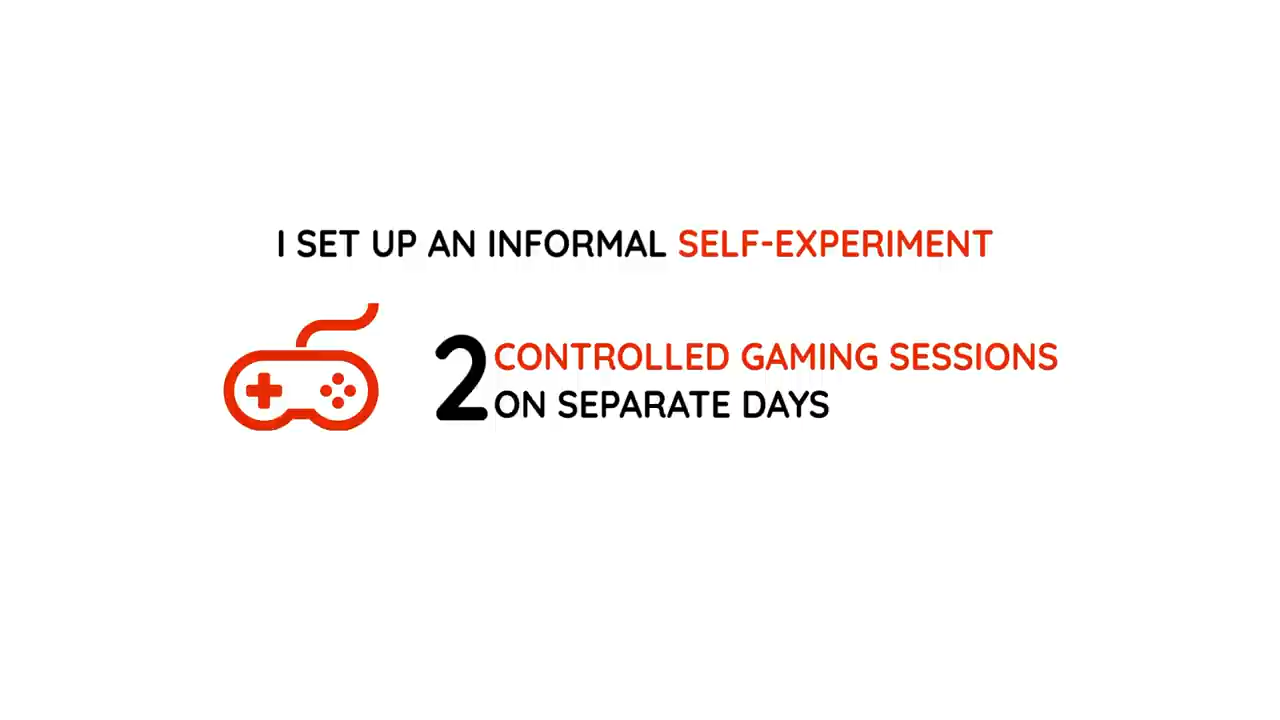 I SET UP AN INFORMAL SELF-EXPERIMENT
2 CONTROLLED GAMING SESSIONS
ON SEPARATE DAYS